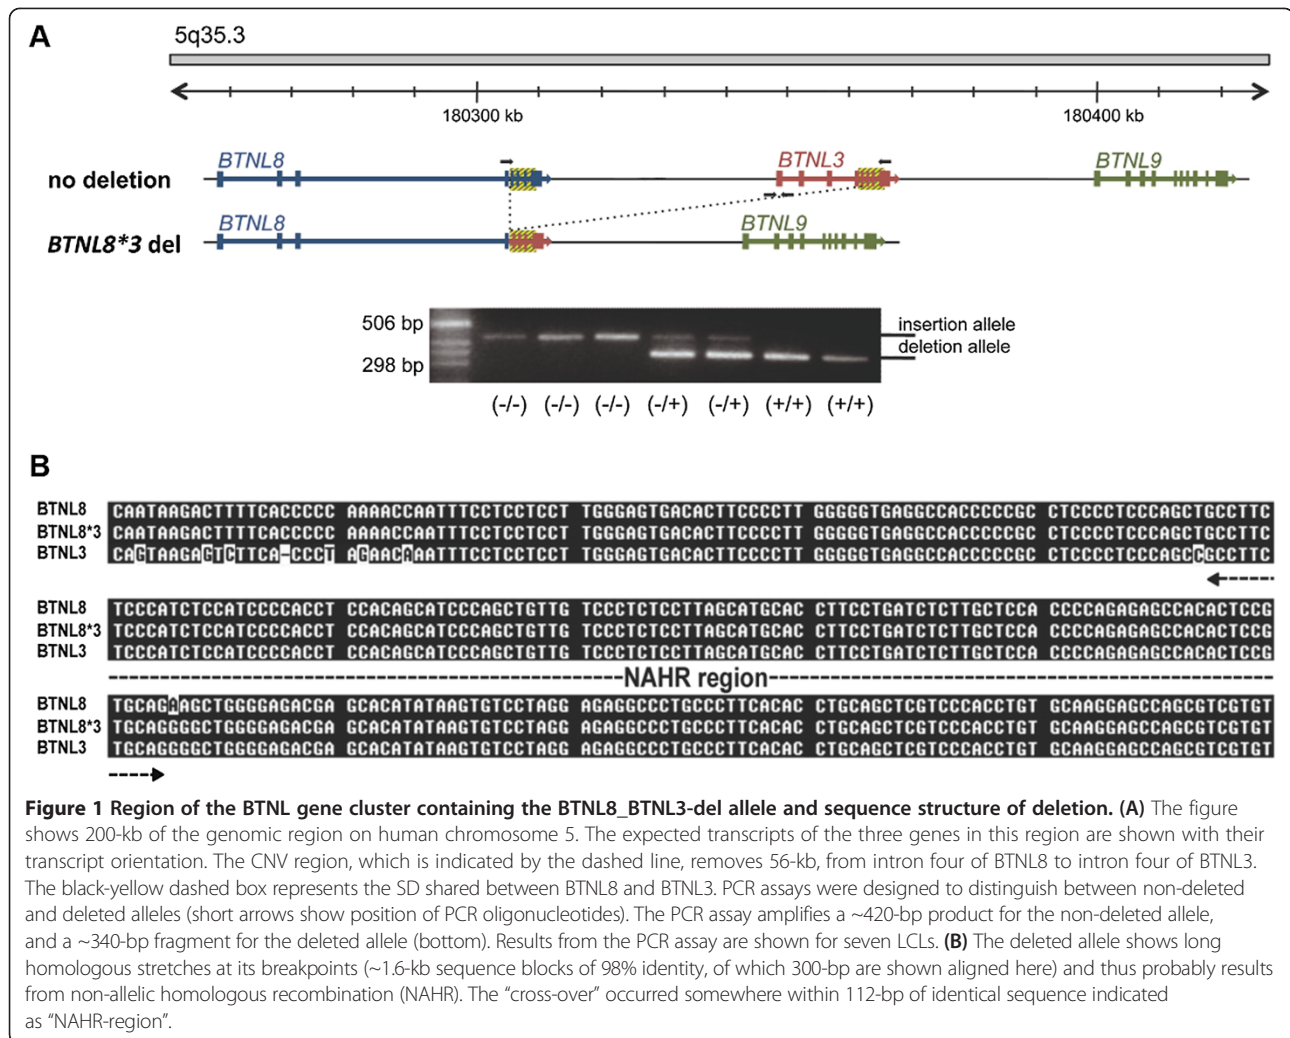 A
5q35.3
180300 kb
180400 kb
BTNL8
BTNL3
BTNL9
no deletion
BTNL8
BTNL9
BTNL8*3 del
506 bp
insertion allele
deletion allele
298 bp
(-/-) (-/-) (-/-) (-/+) (-/+) (+/+) (+/+)
B
BTNL8 CAATAAGACTTTTCACCCCC AAAACCAATTTCCTCCTCCT TGGGAGTGACACTTCCCCTT GGGGGTGAGGCCACCCCCGC CTCCCCTCCCAGCTGCCTTC
BTNL8*3 CAATAAGACTTTTCACCCCC AAAACCAATTTCCTCCTCCT TGGGAGTGACACTTCCCCTT GGGGGTGAGGCCACCCCCGC CTCCCCTCCCAGCTGCCTTC
BTNL3 CAGTAAGAGTCTTCA-CCCT AGAACAAATTTCCTCCTCCT TGGGAGTGACACTTCCCCTT GGGGGTGAGGCCACCCCCGC CTCCCCTCCCAGCCGCCTTC
BTNL8 TCCCATCTCCATCCCCACCT CCACAGCATCCCAGCTGTTG TCCCTCTCCTTAGCATGCAC CTTCCTGATCTCTTGCTCCA CCCCAGAGAGCCACACTCCG
BTNL8*3 TCCCATCTCCATCCCCACCT CCACAGCATCCCAGCTGTTG TCCCTCTCCTTAGCATGCAC CTTCCTGATCTCTTGCTCCA CCCCAGAGAGCCACACTCCG
BTNL3 TCCCATCTCCATCCCCACCT CCACAGCATCCCAGCTGTTG TCCCTCTCCTTAGCATGCAC CTTCCTGATCTCTTGCTCCA CCCCAGAGAGCCACACTCCG
NAHR region
BTNL8 TGCAGAAGCTGGGGAGACGA GCACATATAAGTGTCCTAGG AGAGGCCCTGCCCTTCACAC CTGCAGCTCGTCCCACCTGT GCAAGGAGCCAGCGTCGTGT
BTNL8*3 TGCAGGGGCTGGGGAGACGA GCACATATAAGTGTCCTAGG AGAGGCCCTGCCCTTCACAC CTGCAGCTCGTCCCACCTGT GCAAGGAGCCAGCGTCGTGT
BTNL3 TGCAGGGGCTGGGGAGACGA GCACATATAAGTGTCCTAGG AGAGGCCCTGCCCTTCACAC CTGCAGCTCGTCCCACCTGT GCAAGGAGCCAGCGTCGTGT
Figure 1 Region of the BTNL gene cluster containing the BTNL8_BTNL3-del allele and sequence structure of deletion. (A) The figure
shows 200-kb of the genomic region on human chromosome 5. The expected transcripts of the three genes in this region are shown with their
transcript orientation. The CNV region, which is indicated by the dashed line, removes 56-kb, from intron four of BTNL8 to intron four of BTNL3.
The black-yellow dashed box represents the SD shared between BTNL8 and BTNL3. PCR assays were designed to distinguish between non-deleted
and deleted alleles (short arrows show position of PCR oligonucleotides). The PCR assay amplifies a ~420-bp product for the non-deleted allele,
and a ~340-bp fragment for the deleted allele (bottom). Results from the PCR assay are shown for seven LCLs. (B) The deleted allele shows long
homologous stretches at its breakpoints (~1.6-kb sequence blocks of 98% identity, of which 300-bp are shown aligned here) and thus probably results
from non-allelic homologous recombination (NAHR). The “cross-over” occurred somewhere within 112-bp of identical sequence indicated
as “NAHR-region”.